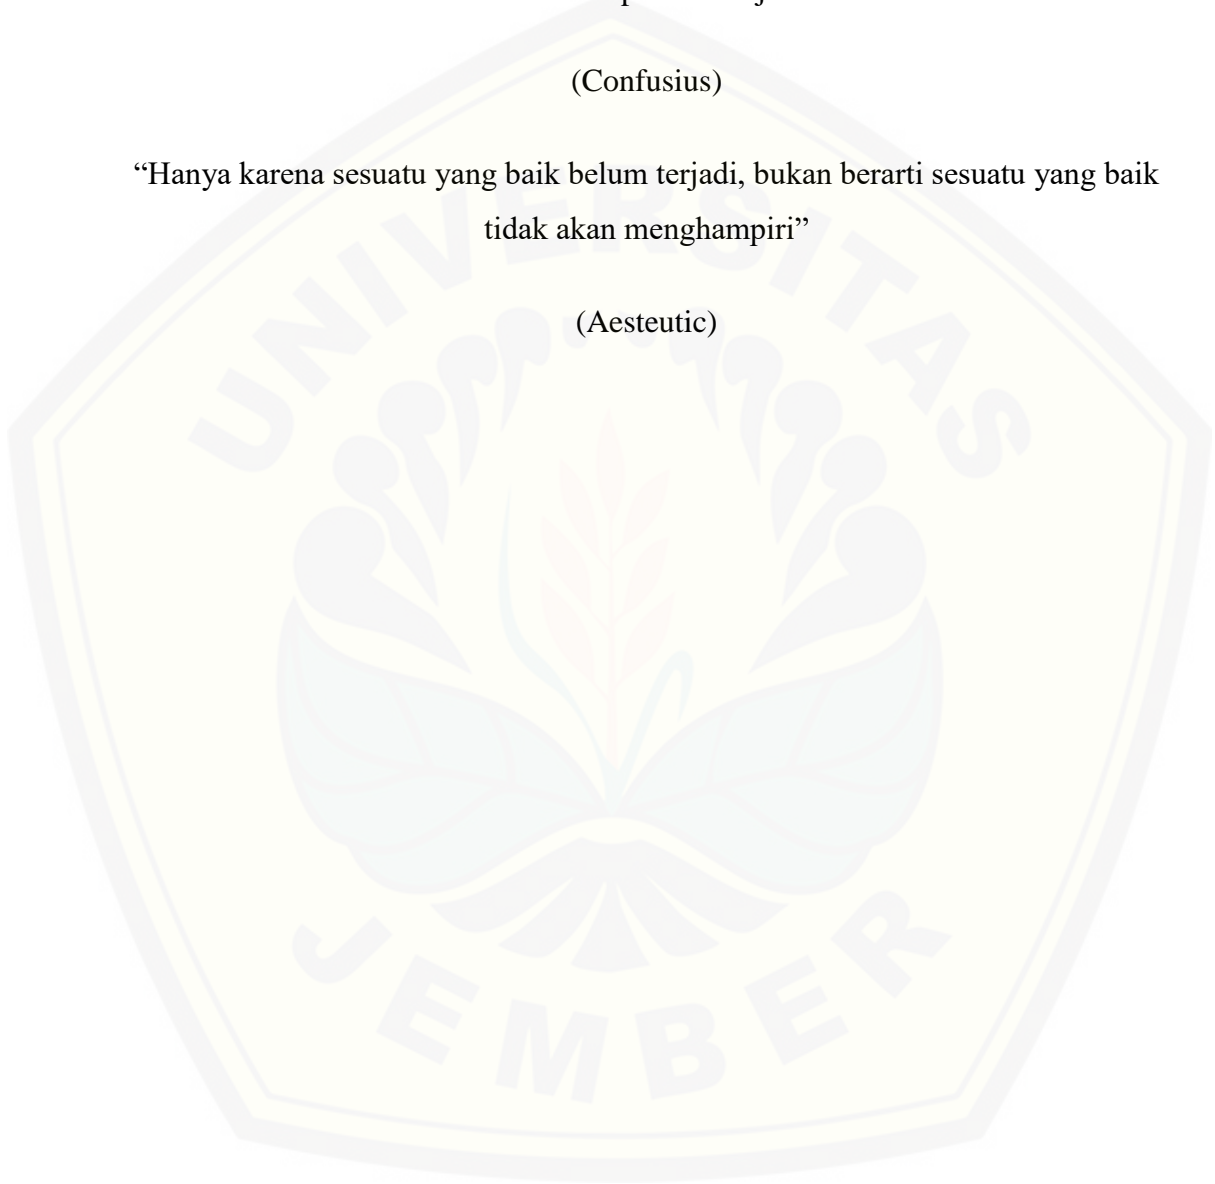 (Confusius)
“Hanya karena sesuatu yang baik belum terjadi, bukan berarti sesuatu yang baik
tidak akan menghampiri”
(Aesteutic)
UNIVERSITAS
JEMBER